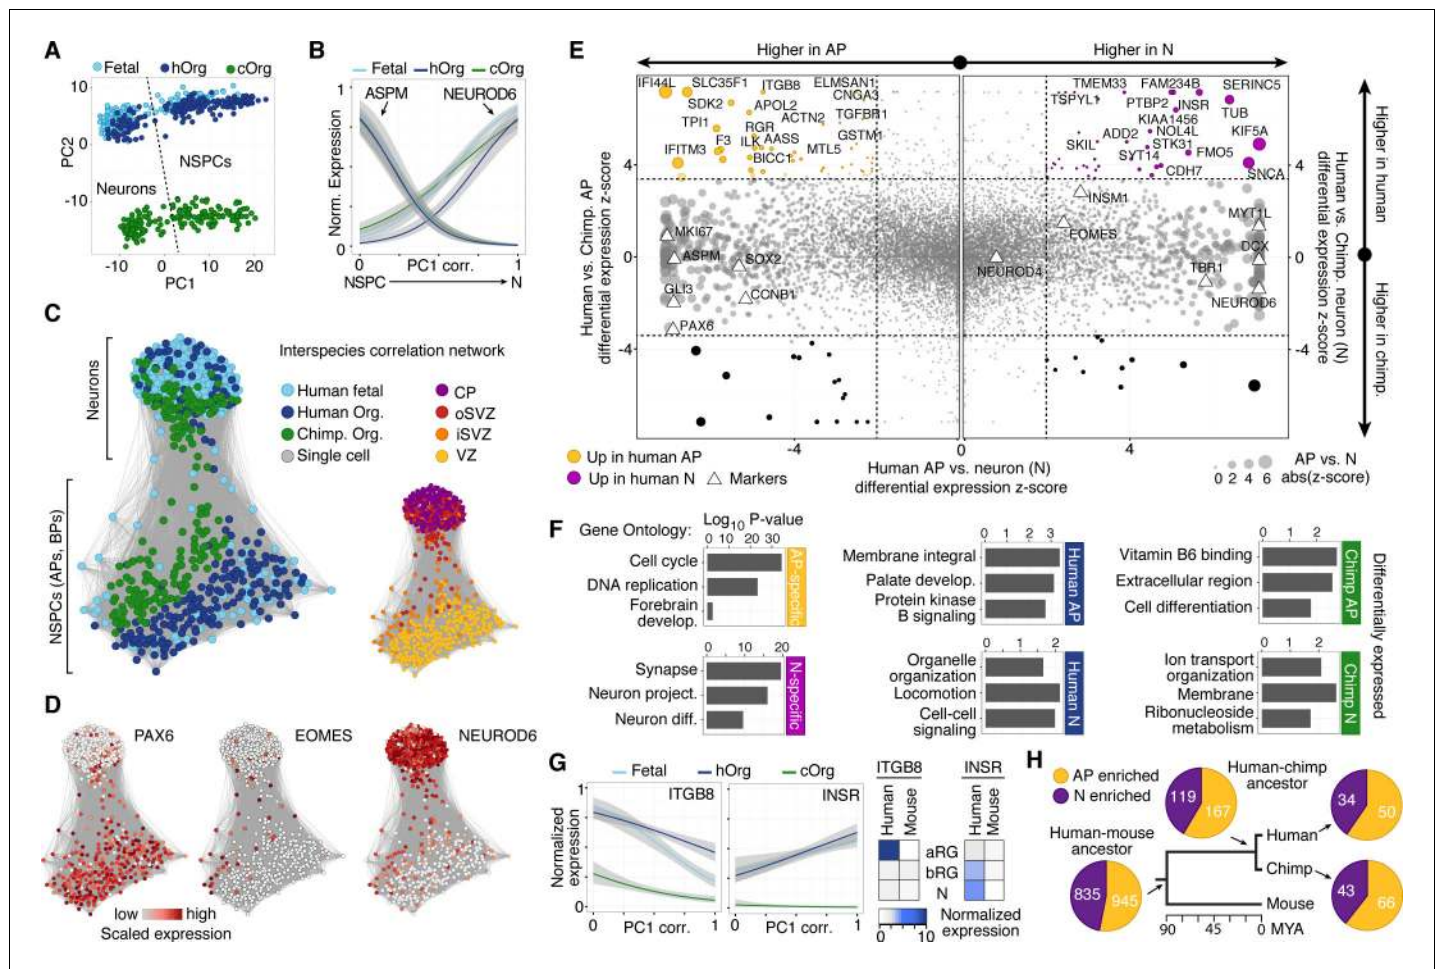 A
Fetal hOrg cOrg
10
0
-10
PC2
NSPCs
Neurons
-10 0 10 20
PC1
B
Fetal hOrg cOrg
1
0
Norm. Expression
ASPM NEUROD6
0 PC1 corr. 1
NSPC N
C
Neurons
NSPCs (APs, BPs)
Interspecies correlation network
Human fetal
Human Org.
Chimp. Org.
Single cell
CP
oSVZ
iSVZ
VZ
D
PAX6
EOMES
NEUROD6
low high
Scaled expression
E
Higher in AP Higher in N
Human vs. Chimp. AP
differential expression z-score
4
0
-4
IFI44L SLC35F1 ITGB8 ELMSAN1
CNGA3
SDK2 APOL2 TGFBR1
ACTN2
TPI1 RGR
F3 ILK AASS GSTM1
IFITM3 BICC1 MTL5
TMEM33 FAM234B SERINC5
TSPYL1 PTBP2 INSR TUB
KIAA1456
ADD2 NOL4L KIF5A
SKIL STK31
SYT14 FMO5
CDH7 SNCA
INSM1
MKI67
EOMES
MYT1L
ASPM SOX2
NEUROD4
DCX
TBR1
GLI3 CCNB1
NEUROD6
PAX6
4
0
-4
Human vs. Chimp. neuron (N)
differential expression z-score
Higher in human
Higher in chimp.
-4 0 4
Human AP vs. neuron (N)
differential expression z-score
Up in human AP
Up in human N Markers
0 2 4 6
AP vs. N
abs(z-score)
F
Gene Ontology:
Log10 P-value
0 10 20 30
Cell cycle
DNA replication
Forebrain
develop.
AP-specific
0 10 20
Synapse
Neuron project.
Neuron diff.
N-specific
0 1 2 3
Membrane integral
Palate develop.
Protein kinase
B signaling
Human AP
0 1 2
Organelle
organization
Locomotion
Cell-cell
signaling
Human N
0 1 2
Vitamin B6 binding
Extracellular region
Cell differentiation
Chimp AP
0 1 2
Ion transport
organization
Membrane
Ribonucleoside
metabolism
Chimp N
Differentially expressed
G
Fetal hOrg cOrg
1
0
Normalized
expression
ITGB8
INSR
0 PC1 corr. 1
0 PC1 corr. 1
ITGB8 INSR
Human
Mouse
Human
Mouse
aRG
bRG
N
0 10
Normalized
expression
H
AP enriched
N enriched
Human-chimp
ancestor
119 167
34 50
Human-mouse
ancestor
835 945
43 66
Human
Chimp
Mouse
90 45 0 MYA